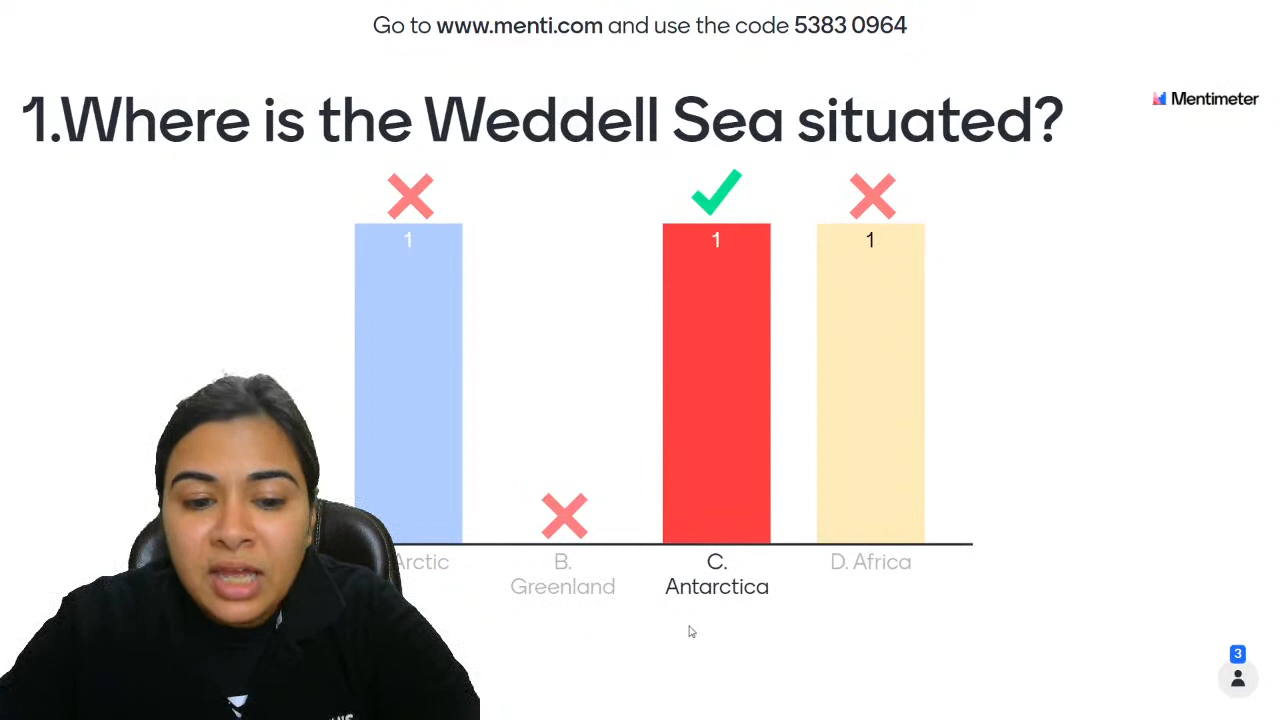 Go to www.menti.com and use the code 5383 0964
1.Where is the Weddell Sea situated?
Mentimeter
1
1
1
Arctic
B.
Greenland
C.
Antarctica
D. Africa
3